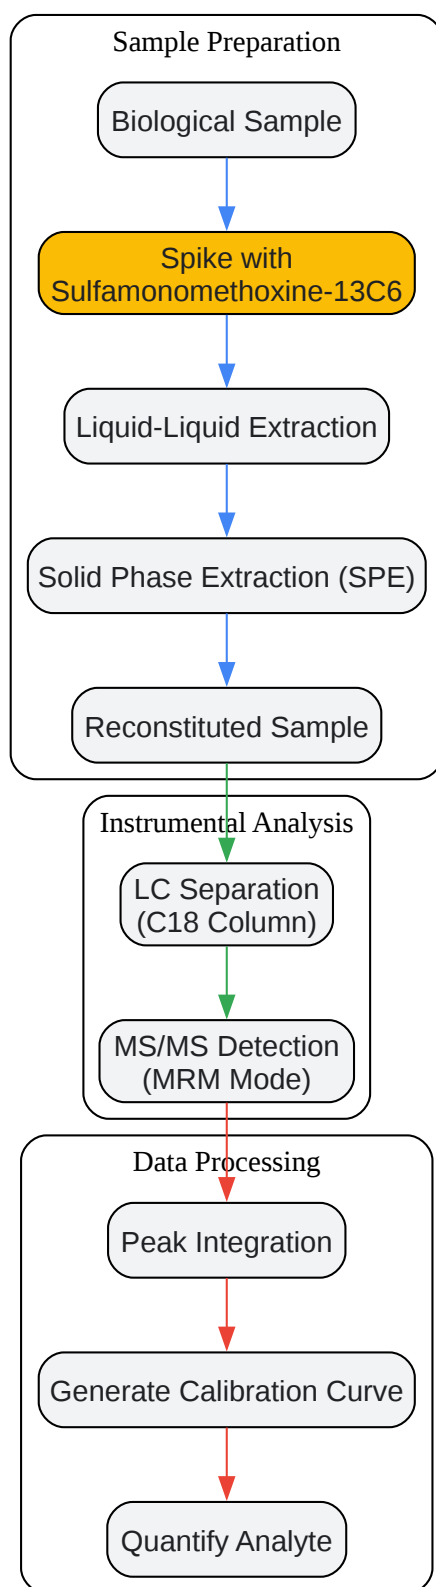 Sample Preparation
Biological Sample
Spike with
Sulfamonomethoxine-13C6
Liquid-Liquid Extraction
Solid Phase Extraction (SPE)
Reconstituted Sample
Instrumental Analysis
LC Separation
(C18 Column)
MS/MS Detection
(MRM Mode)
Data Processing
Peak Integration
Generate Calibration Curve
Quantify Analyte